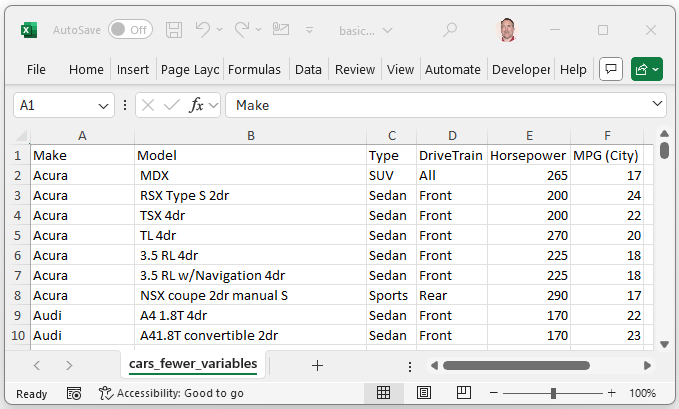 AutoSave Off basic...
File Home Insert Page Layc Formulas Data Review View Automate Developer Help
A1 fx Make
A B C D E F
1 Make Model Type DriveTrain Horsepower MPG (City)
2 Acura MDX SUV All 265 17
3 Acura RSX Type S 2dr Sedan Front 200 24
4 Acura TSX 4dr Sedan Front 200 22
5 Acura TL 4dr Sedan Front 270 20
6 Acura 3.5 RL 4dr Sedan Front 225 18
7 Acura 3.5 RL w/Navigation 4dr Sedan Front 225 18
8 Acura NSX coupe 2dr manual S Sports Rear 290 17
9 Audi A4 1.8T 4dr Sedan Front 170 22
10 Audi A41.8T convertible 2dr Sedan Front 170 23
cars_fewer_variables
Ready Accessibility: Good to go 100%